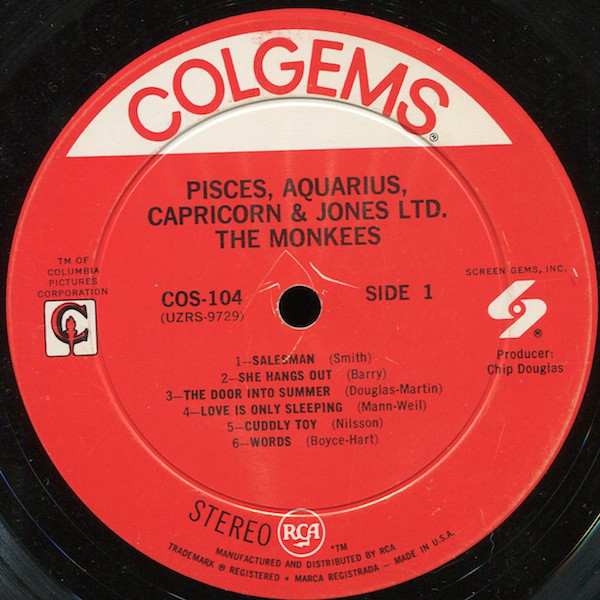 COLGEMS®
PISCES, AQUARIUS,
CAPRICORN & JONES LTD.
THE MONKEES
TM OF
COLUMBIA
PICTURES
CORPORATION
C
SCREEN GEMS, INC.
®
COS-104
(UZRS-9729)
SIDE 1
Producer:
Chip Douglas
1—SALESMAN (Smith)
2—SHE HANGS OUT (Barry)
3—THE DOOR INTO SUMMER (Douglas-Martin)
4—LOVE IS ONLY SLEEPING (Mann-Weil)
5—CUDDLY TOY (Nilsson)
6—WORDS (Boyce-Hart)
STEREO
RCA
*TM
MANUFACTURED AND DISTRIBUTED BY RCA
TRADEMARK ® REGISTERED • MARCA REGISTRADA — MADE IN U.S.A.